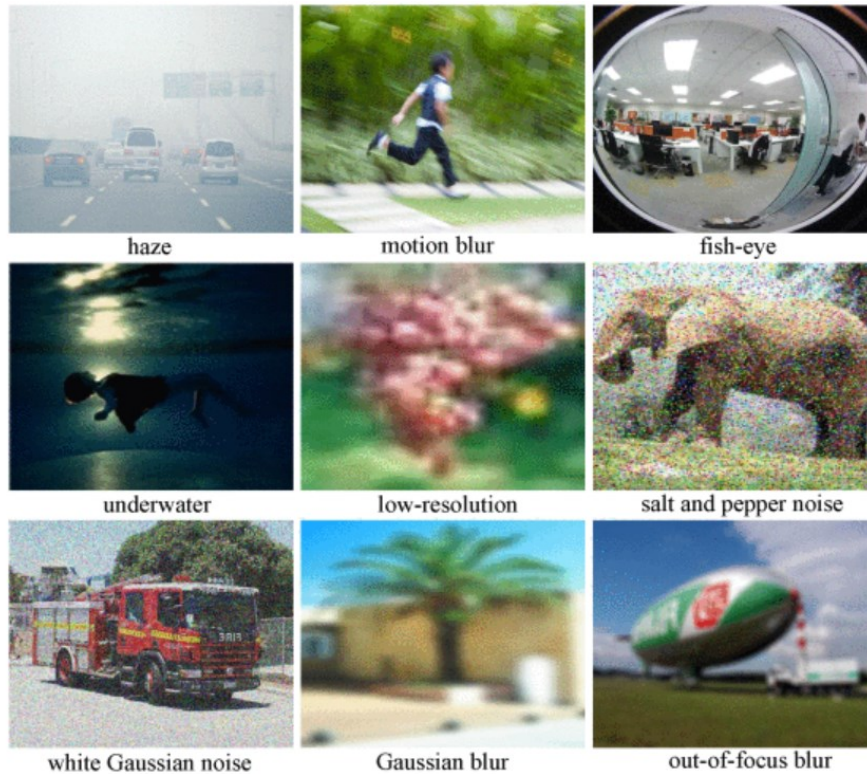 haze
motion blur
fish-eye
underwater
low-resolution
salt and pepper noise
white Gaussian noise
Gaussian blur
out-of-focus blur